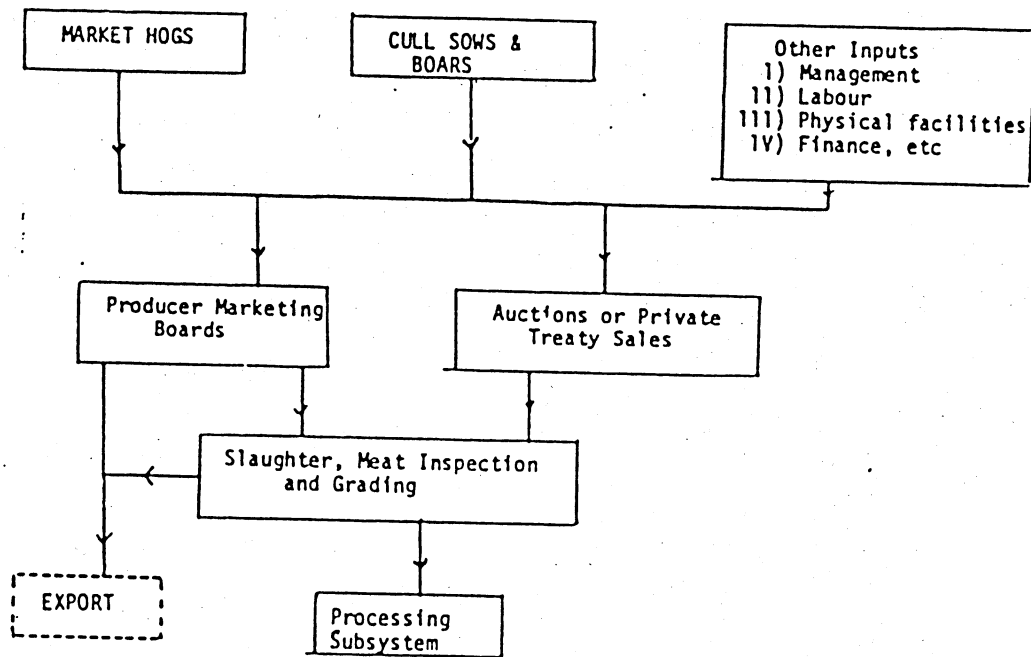 MARKET HOGS
CULL SOWS &
BOARS
Other Inputs
1) Management
11) Labour
111) Physical facilities
1V) Finance, etc
Producer Marketing
Boards
Auctions or Private
Treaty Sales
Slaughter, Meat Inspection
and Grading
EXPORT
Processing
Subsystem